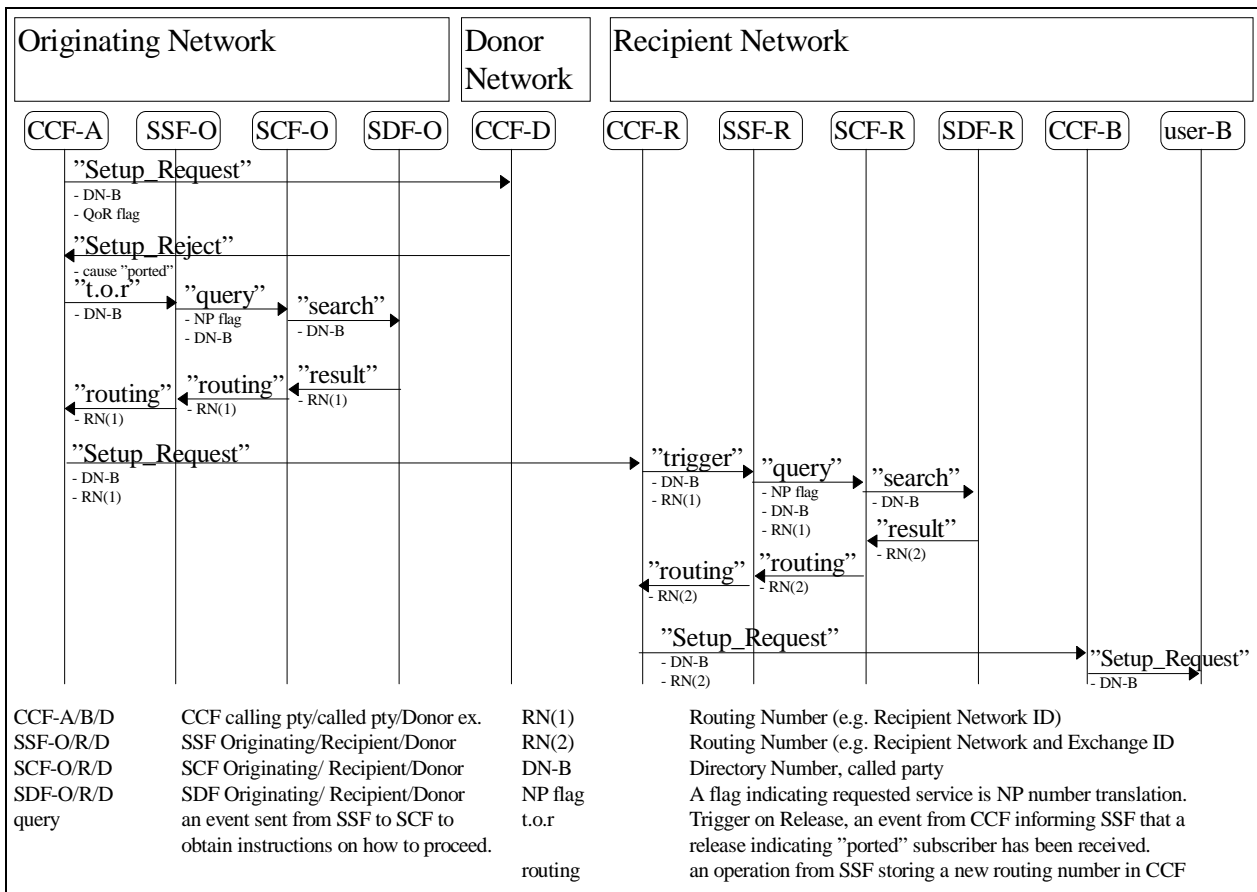 Originating Network
Donor
Network
Recipient Network
CCF-A
SSF-O
SCF-O
SDF-O
CCF-D
CCF-R
SSF-R
SCF-R
SDF-R
CCF-B
user-B
”Setup_Request”
- DN-B
- QoR flag
”Setup_Reject”
- cause ”ported”
”t.o.r”
- DN-B
”query”
- NP flag
- DN-B
”search”
- DN-B
”result”
- RN(1)
”routing”
- RN(1)
”routing”
- RN(1)
”Setup_Request”
- DN-B
- RN(1)
”trigger”
- DN-B
- RN(1)
”query”
- NP flag
- DN-B
- RN(1)
”search”
- DN-B
”result”
- RN(2)
”routing”
- RN(2)
”routing”
- RN(2)
”Setup_Request”
- DN-B
- RN(2)
”Setup_Request”
- DN-B
CCF-A/B/D CCF calling pty/called pty/Donor ex.
SSF-O/R/D SSF Originating/Recipient/Donor
SCF-O/R/D SCF Originating/ Recipient/Donor
SDF-O/R/D SDF Originating/ Recipient/Donor
query an event sent from SSF to SCF to
obtain instructions on how to proceed.
RN(1) Routing Number (e.g. Recipient Network ID)
RN(2) Routing Number (e.g. Recipient Network and Exchange ID
DN-B Directory Number, called party
NP flag A flag indicating requested service is NP number translation.
t.o.r Trigger on Release, an event from CCF informing SSF that a
release indicating ”ported” subscriber has been received.
routing an operation from SSF storing a new routing number in CCF